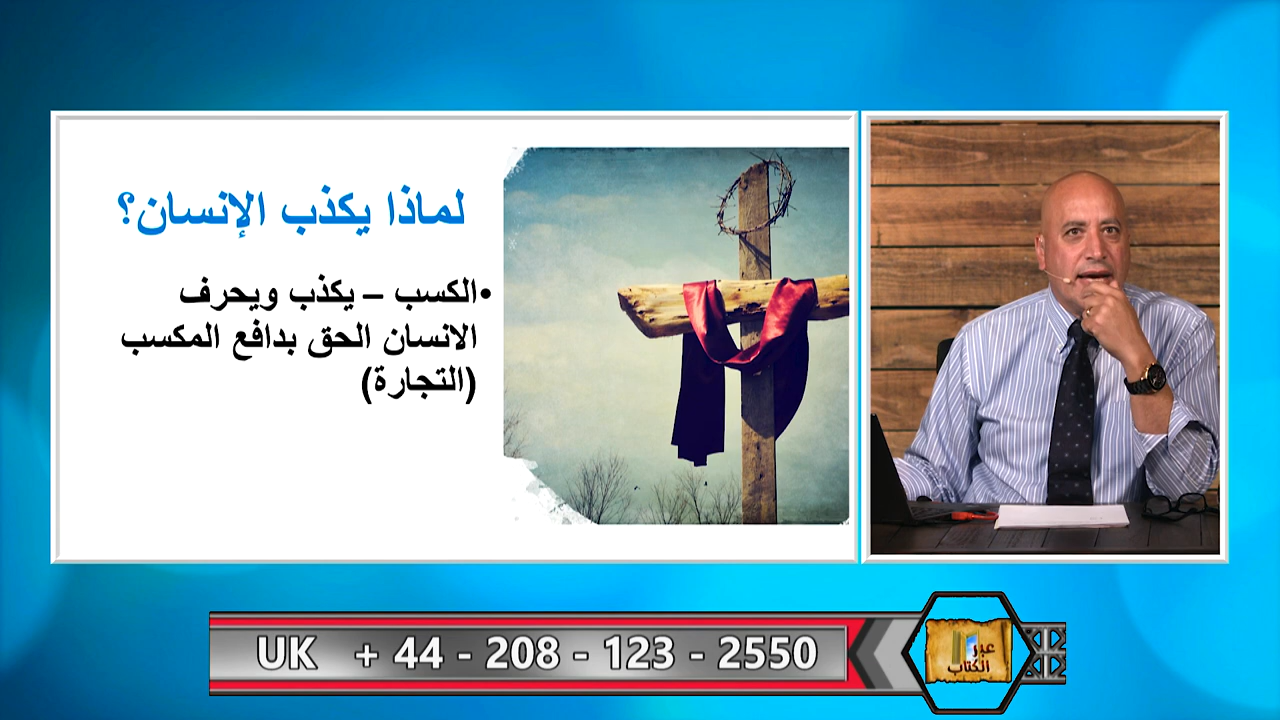 لماذا يكذب الإنسان؟
•الكسب – يكذب ويحرف
الانسان الحق بدافع المكسب
(التجارة)
UK + 44 - 208 - 123 - 2550
عبر
الكتاب